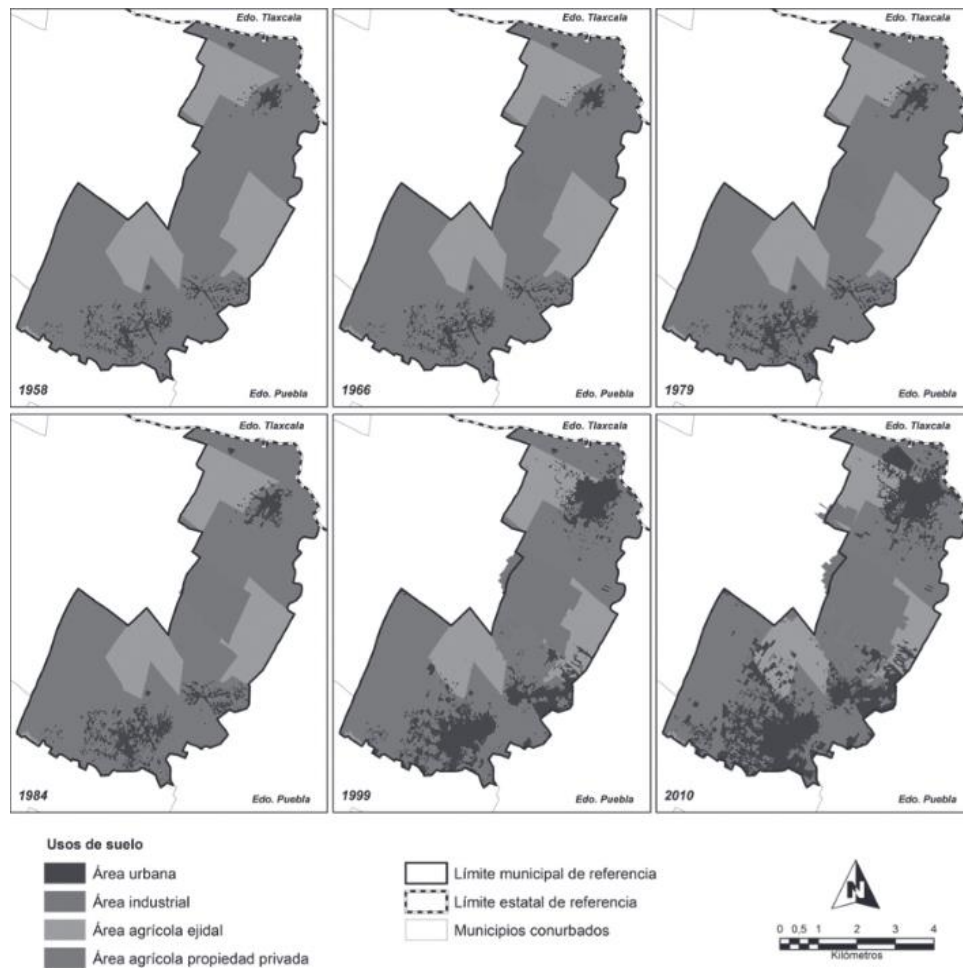 Edo. Tlaxcala
1958
Edo. Puebla
Edo. Tlaxcala
1966
Edo. Puebla
Edo. Tlaxcala
1979
Edo. Puebla
Edo. Tlaxcala
1984
Edo. Puebla
Edo. Tlaxcala
1999
Edo. Puebla
Edo. Tlaxcala
2010
Edo. Puebla
Usos de suelo
Área urbana
Área industrial
Área agrícola ejidal
Área agrícola propiedad privada
Límite municipal de referencia
Límite estatal de referencia
Municipios conurbados
N
0 0,5 1 2 3 4
Kilómetros